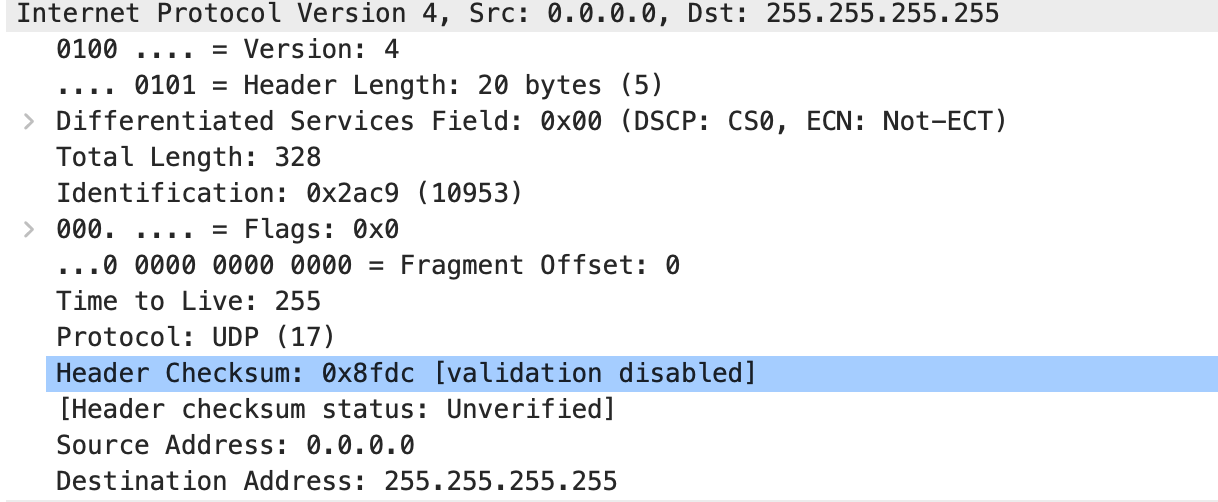 Internet Protocol Version 4, Src: 0.0.0.0, Dst: 255.255.255.255
0100 .... = Version: 4
.... 0101 = Header Length: 20 bytes (5)
Differentiated Services Field: 0x00 (DSCP: CS0, ECN: Not-ECT)
Total Length: 328
Identification: 0x2ac9 (10953)
000. .... = Flags: 0x0
...0 0000 0000 0000 = Fragment Offset: 0
Time to Live: 255
Protocol: UDP (17)
Header Checksum: 0x8fdc [validation disabled]
[Header checksum status: Unverified]
Source Address: 0.0.0.0
Destination Address: 255.255.255.255